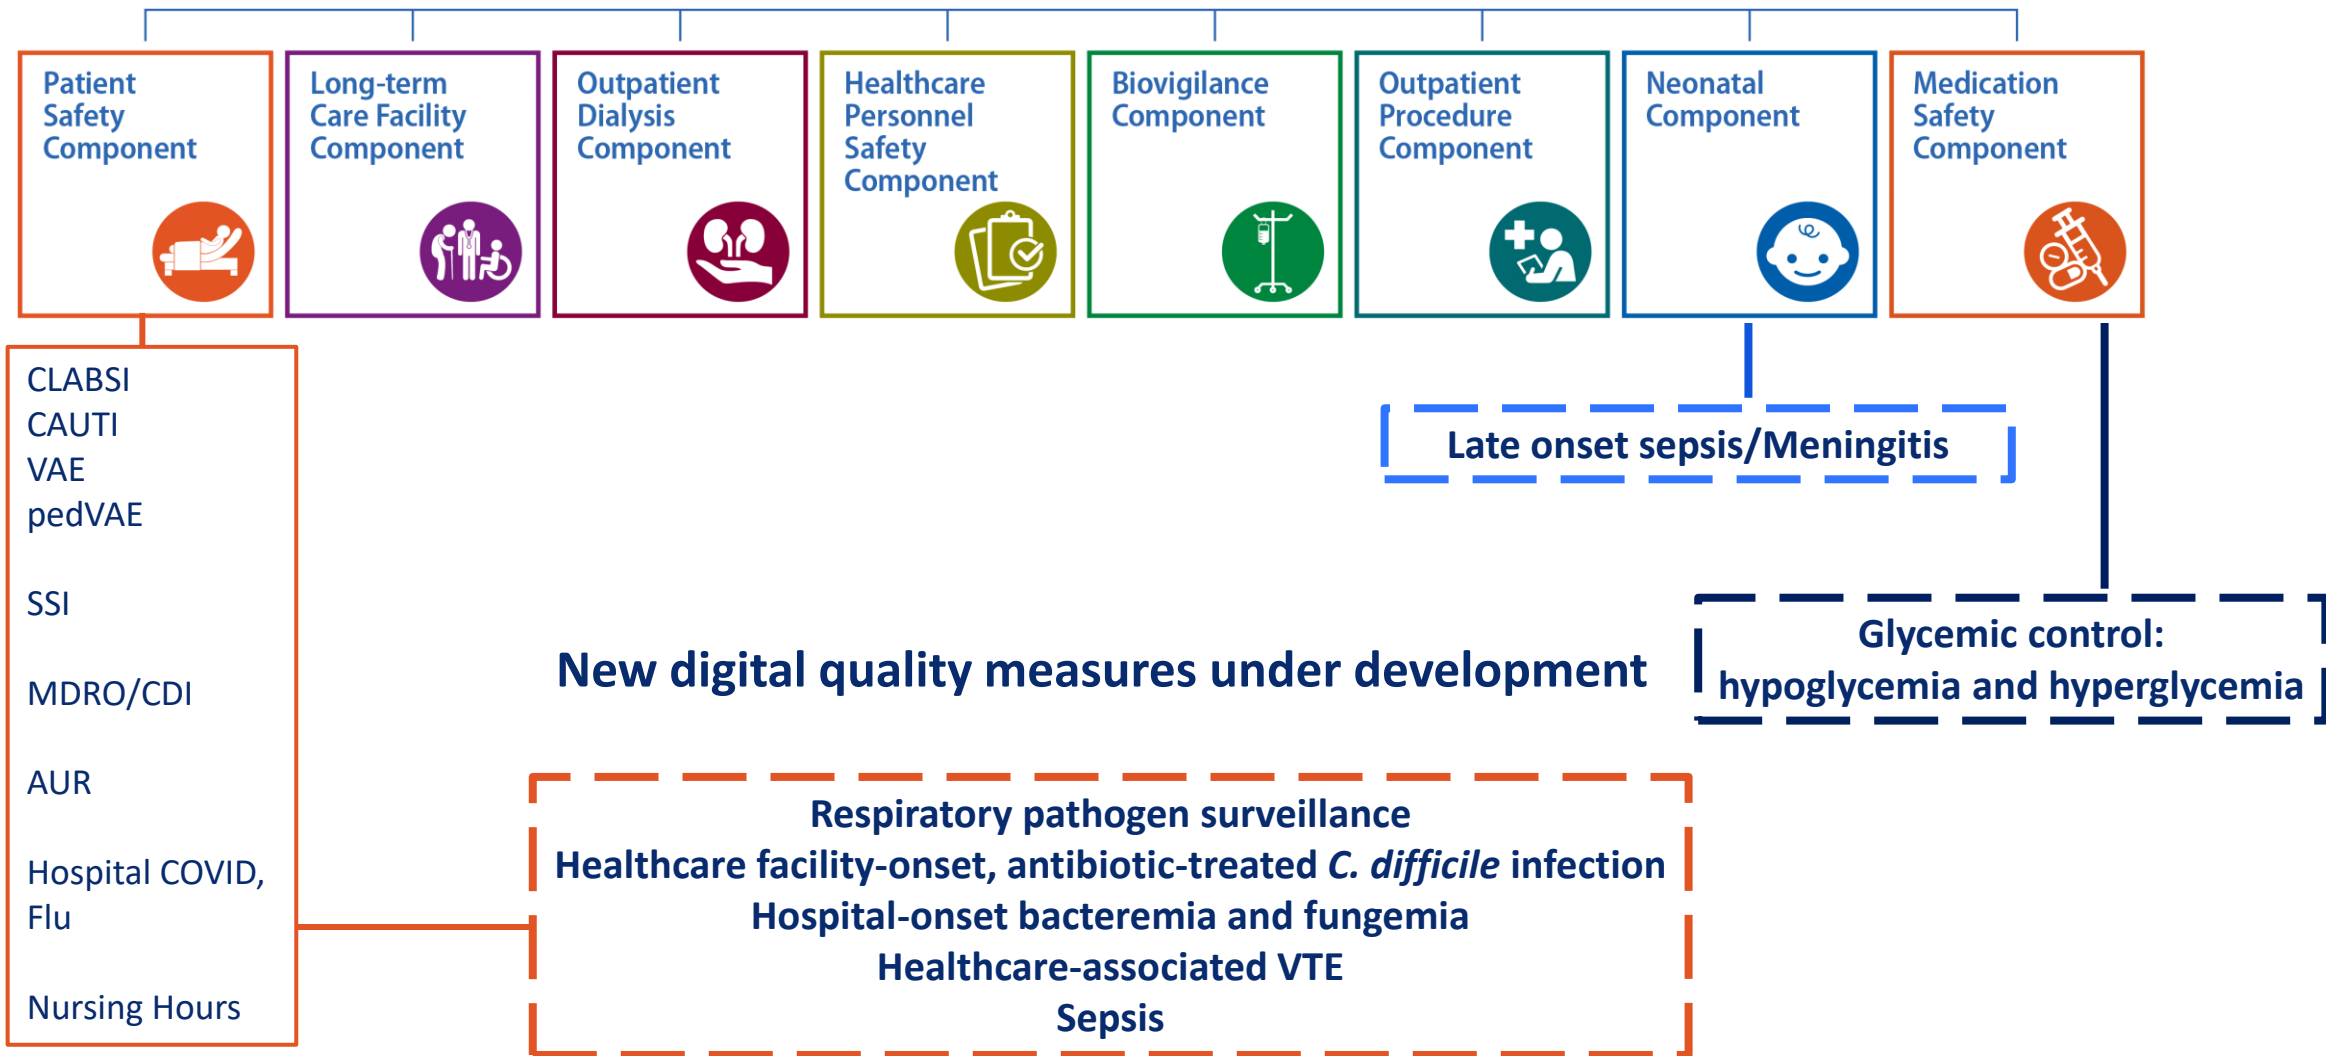 Patient
Safety
Component
Long-term
Care Facility
Component
Outpatient
Dialysis
Component
Healthcare
Personnel
Safety
Component
Biovigilance
Component
Outpatient
Procedure
Component
Neonatal
Component
Medication
Safety
Component
CLABSI
CAUTI
VAE
pedVAE
SSI
MDRO/CDI
AUR
Hospital COVID,
Flu
Nursing Hours
Late onset sepsis/Meningitis
Glycemic control:
hypoglycemia and hyperglycemia
New digital quality measures under development
Respiratory pathogen surveillance
Healthcare facility-onset, antibiotic-treated C. difficile infection
Hospital-onset bacteremia and fungemia
Healthcare-associated VTE
Sepsis